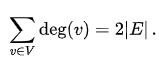 ∑_{v∈V} deg(v) = 2|E| .